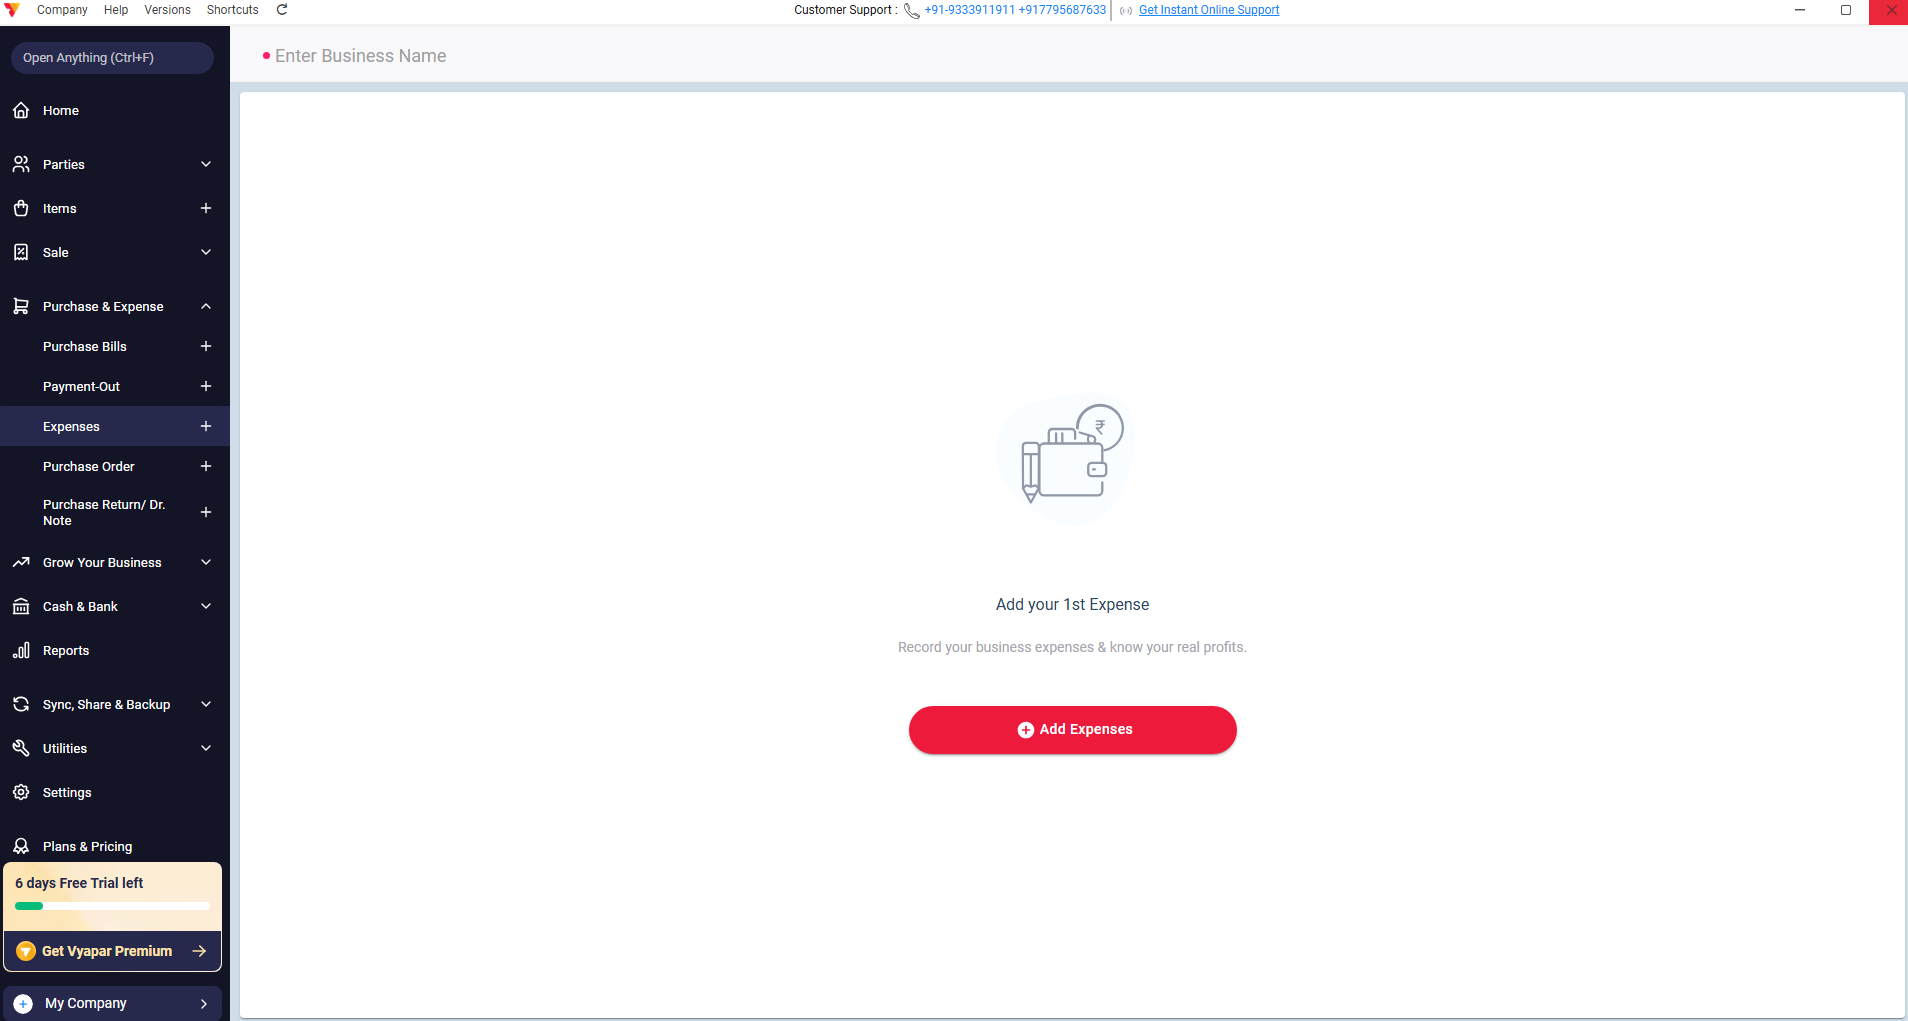 Company Help Versions Shortcuts
Customer Support : +91-9333911911 +917795687633 Get Instant Online Support
Open Anything (Ctrl+F)
Enter Business Name
Home
Parties
Items
Sale
Purchase & Expense
Purchase Bills
Payment-Out
Expenses
Purchase Order
Purchase Return/ Dr.
Note
Grow Your Business
Cash & Bank
Reports
Sync, Share & Backup
Utilities
Settings
Plans & Pricing
6 days Free Trial left
Get Vyapar Premium
My Company
₹
Add your 1st Expense
Record your business expenses & know your real profits.
Add Expenses